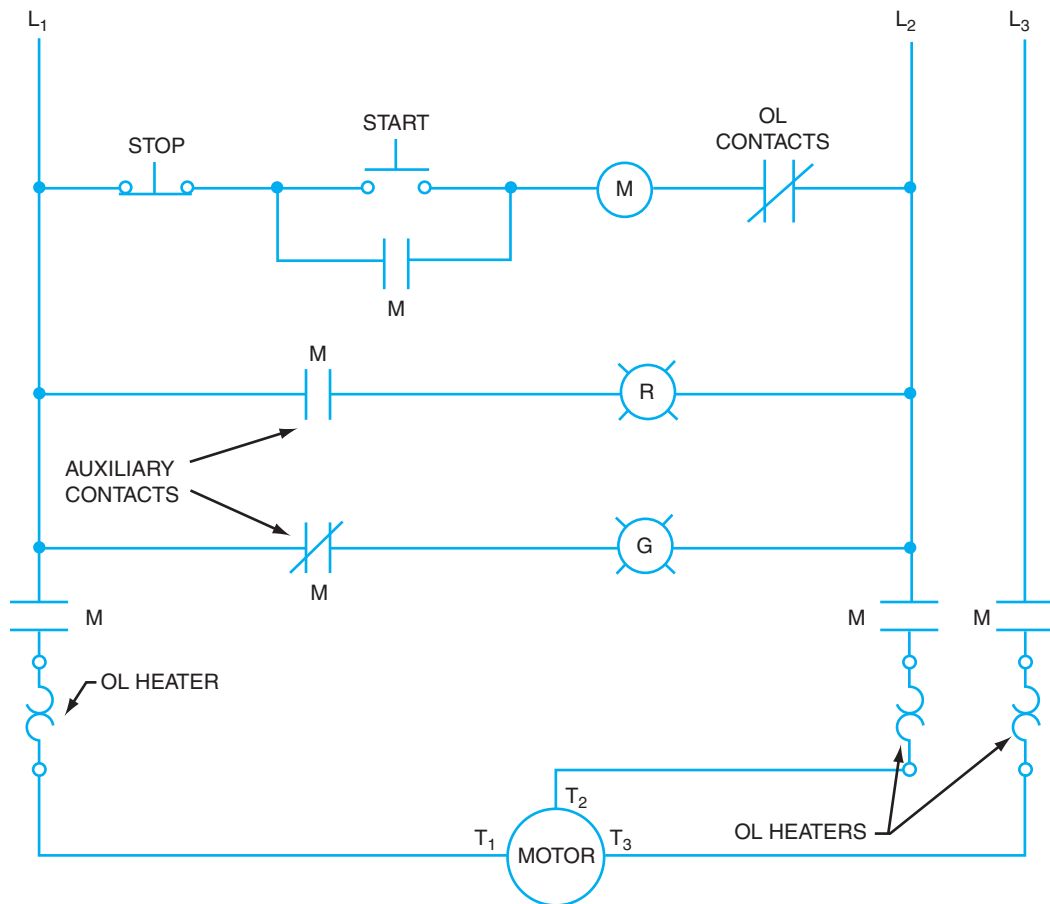 L1
L2
L3
STOP
START
OL
CONTACTS
M
M
M
R
AUXILIARY
CONTACTS
G
M
M
M
M
OL HEATER
T2
T1
MOTOR
T3
OL HEATERS